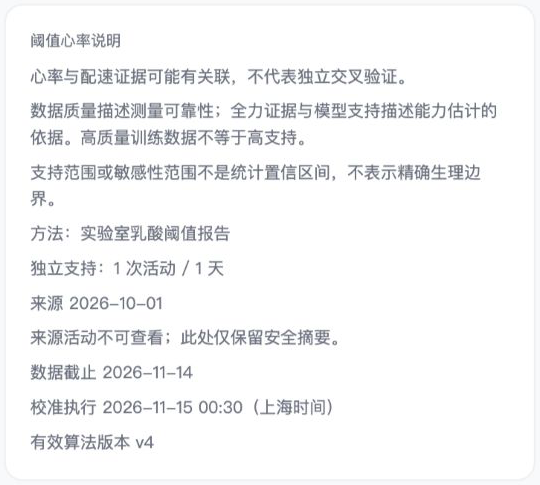 阈值心率说明
心率与配速证据可能有关联，不代表独立交叉验证。
数据质量描述测量可靠性；全力证据与模型支持描述能力估计的
依据。高质量训练数据不等于高支持。
支持范围或敏感性范围不是统计置信区间，不表示精确生理边
界。
方法：实验室乳酸阈值报告
独立支持：1 次活动 / 1 天
来源 2026-10-01
来源活动不可查看；此处仅保留安全摘要。
数据截止 2026-11-14
校准执行 2026-11-15 00:30（上海时间）
有效算法版本 v4